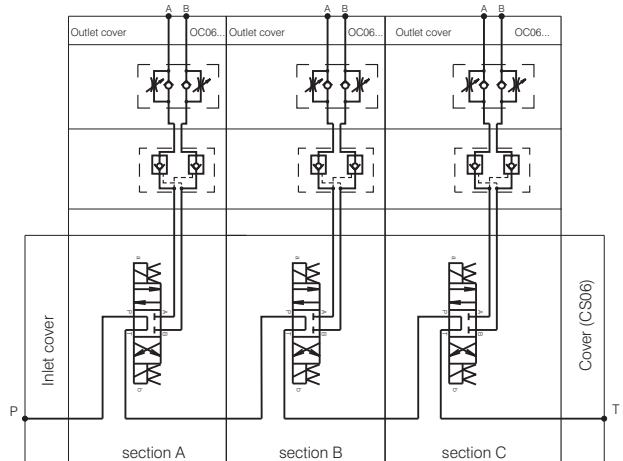 A B A B A B
Outlet cover OC06... Outlet cover OC06... Outlet cover OC06...
a a a
P A P A P A
T B T B T B
b b b
Inlet cover
Cover (CS06)
P T
section A section B section C